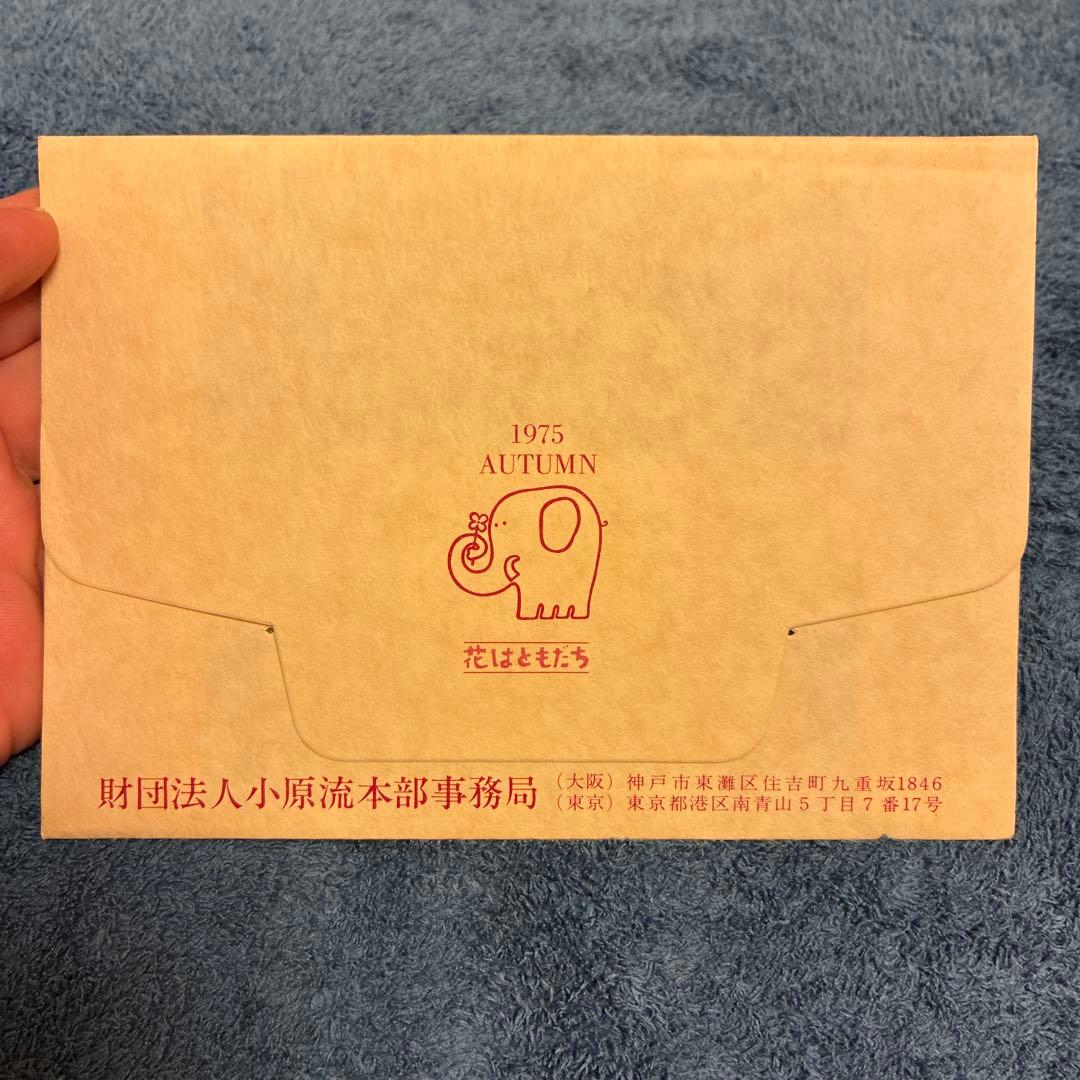 1975
AUTUMN
花はともだち
財団法人小原流本部事務局
（大阪）神戸市東灘区住吉町九重坂1846
（東京）東京都港区南青山5丁目7番17号